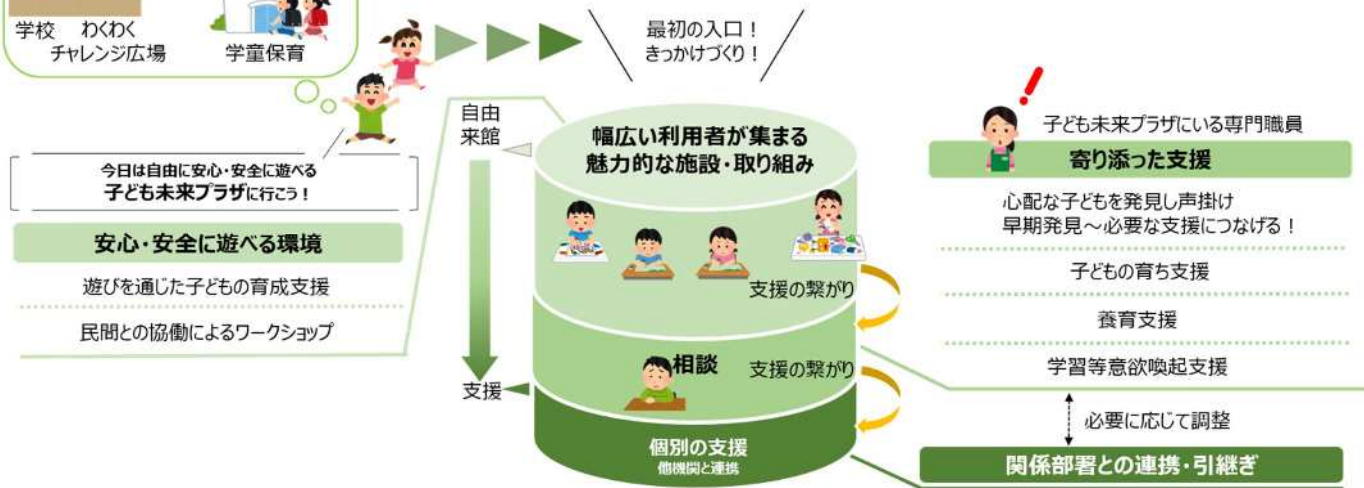 学校 わくわく
チャレンジ広場
学童保育
最初の入口！
きっかけづくり！
今日は自由に安心・安全に遊べる
子ども未来プラザに行こう！
安心・安全に遊べる環境
遊びを通じた子どもの育成支援
民間との協働によるワークショップ
自由
来館
支援
幅広い利用者が集まる
魅力的な施設・取り組み
支援の繋がり
相談
支援の繋がり
個別の支援
他機関と連携
子ども未来プラザにいる専門職員
寄り添った支援
心配な子どもを発見し声掛け
早期発見～必要な支援につなげる！
子どもの育ち支援
養育支援
学習等意欲喚起支援
必要に応じて調整
関係部署との連携・引継ぎ